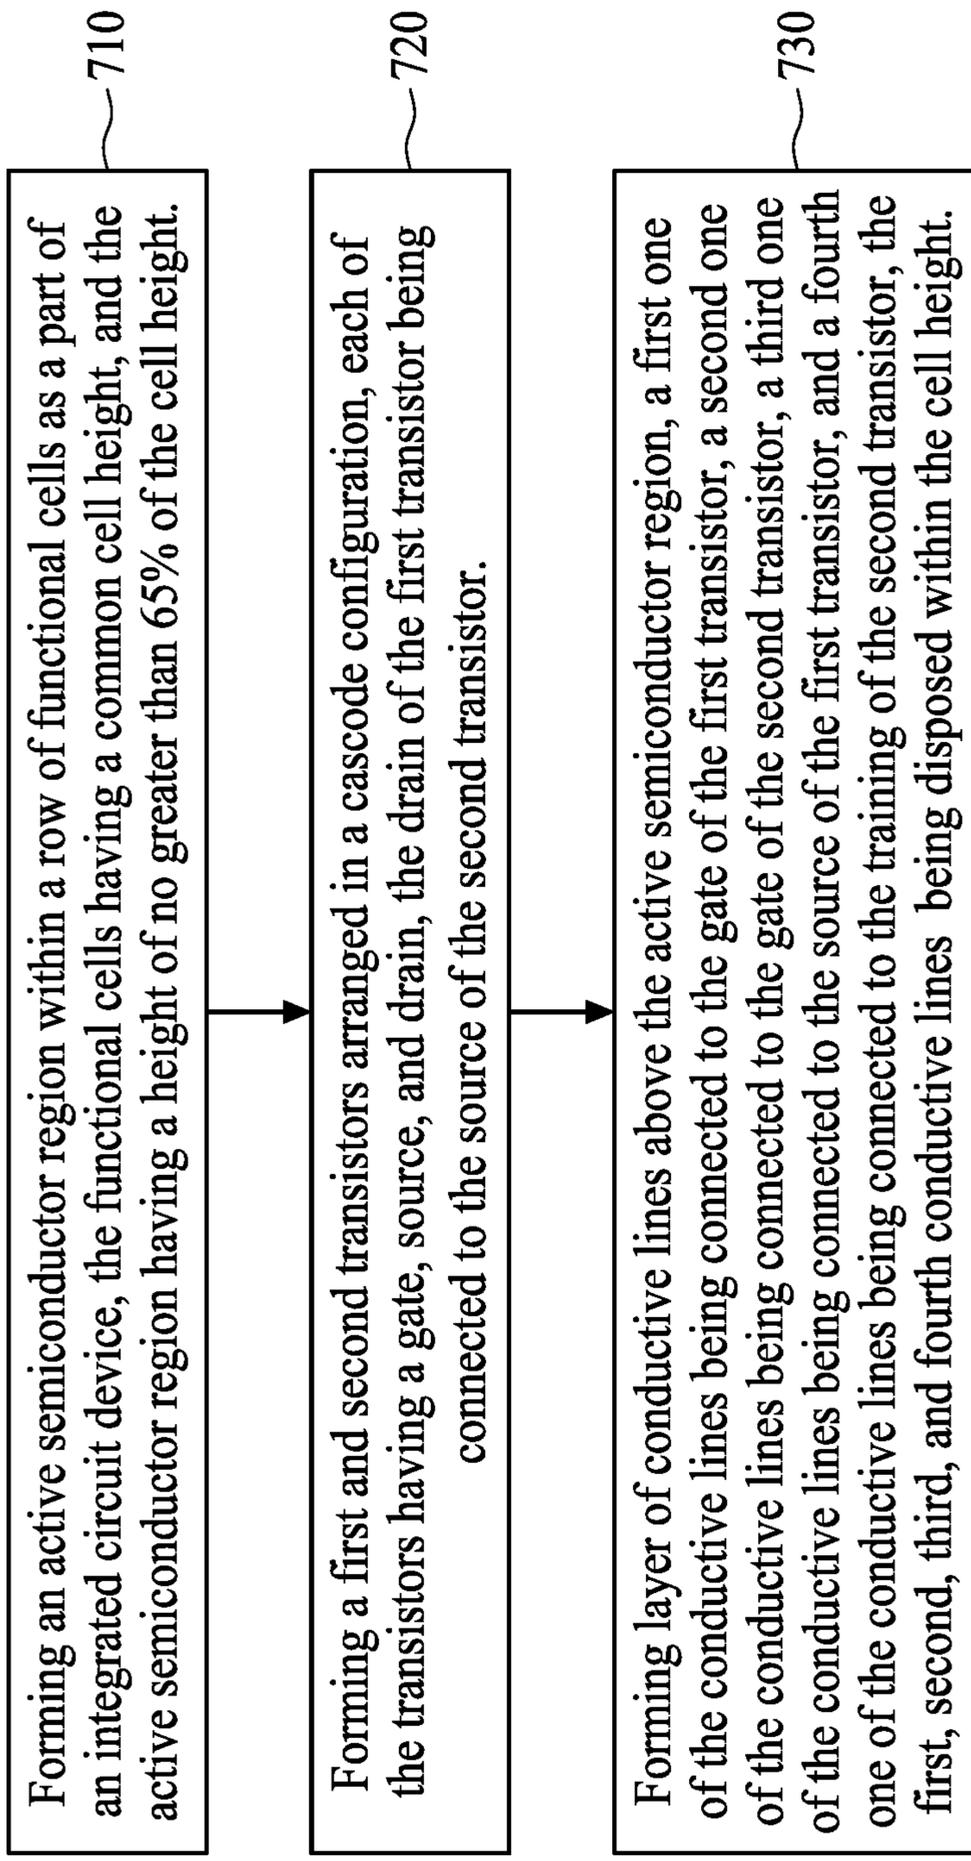 Forming an active semiconductor region within a row of functional cells as a part of
an integrated circuit device, the functional cells having a common cell height, and the
active semiconductor region having a height of no greater than 65% of the cell height.
710
Forming a first and second transistors arranged in a cascode configuration, each of
the transistors having a gate, source, and drain, the drain of the first transistor being
connected to the source of the second transistor.
720
Forming layer of conductive lines above the active semiconductor region, a first one
of the conductive lines being connected to the gate of the first transistor, a second one
of the conductive lines being connected to the gate of the second transistor, a third one
of the conductive lines being connected to the source of the first transistor, and a fourth
one of the conductive lines being connected to the training of the second transistor, the
first, second, third, and fourth conductive lines being disposed within the cell height.
730